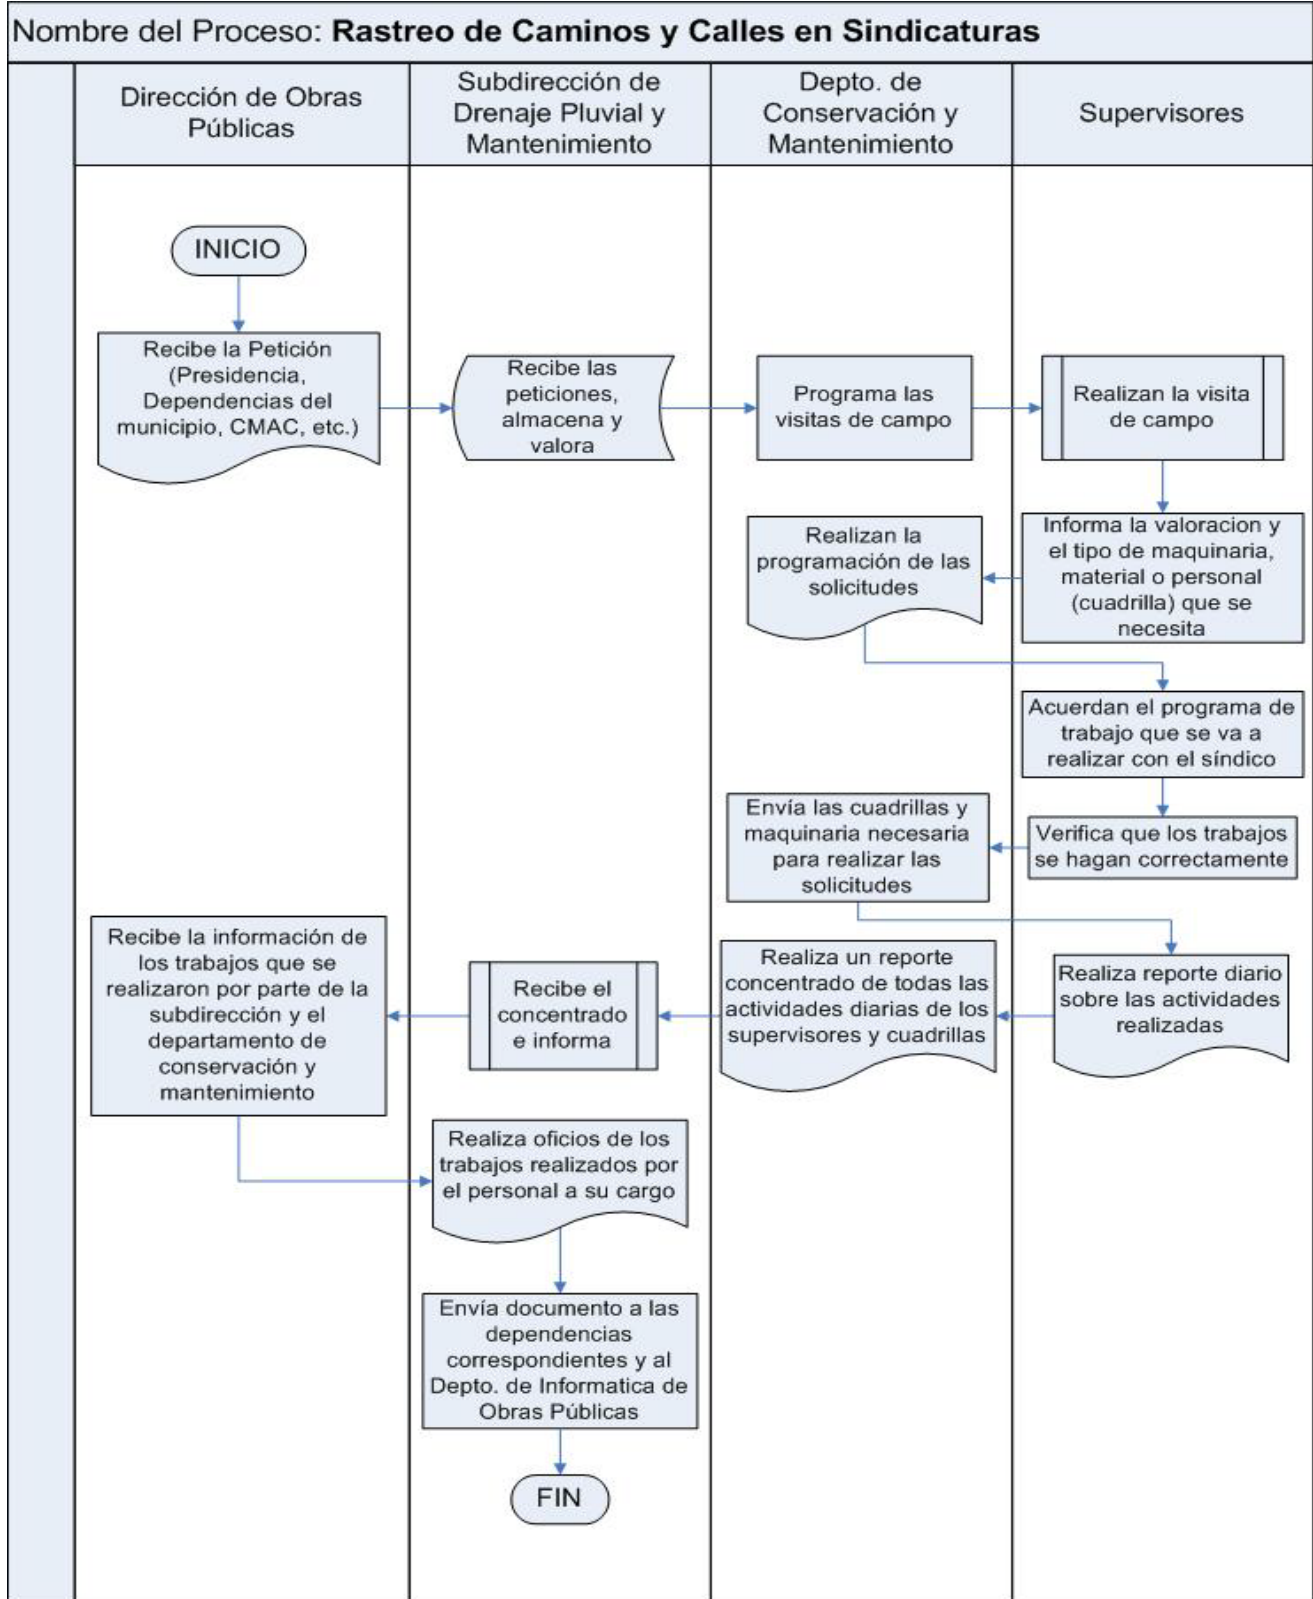 Nombre del Proceso: Rastreo de Caminos y Calles en Sindicaturas
Dirección de Obras
Públicas
Subdirección de
Drenaje Pluvial y
Mantenimiento
Depto. de
Conservación y
Mantenimiento
Supervisores
INICIO
Recibe la Petición
(Presidencia,
Dependencias del
municipio, CMAC, etc.)
Recibe las
peticiones,
almacena y
valora
Programa las
visitas de campo
Realizan la visita
de campo
Informa la valoracion y
el tipo de maquinaria,
material o personal
(cuadrilla) que se
necesita
Realizan la
programación de las
solicitudes
Acuerdan el programa de
trabajo que se va a
realizar con el síndico
Verifica que los trabajos
se hagan correctamente
Envía las cuadrillas y
maquinaria necesaria
para realizar las
solicitudes
Realiza reporte diario
sobre las actividades
realizadas
Realiza un reporte
concentrado de todas las
actividades diarias de los
supervisores y cuadrillas
Recibe el
concentrado
e informa
Recibe la información de
los trabajos que se
realizaron por parte de la
subdirección y el
departamento de
conservación y
mantenimiento
Realiza oficios de los
trabajos realizados por
el personal a su cargo
Envía documento a las
dependencias
correspondientes y al
Depto. de Informatica de
Obras Públicas
FIN